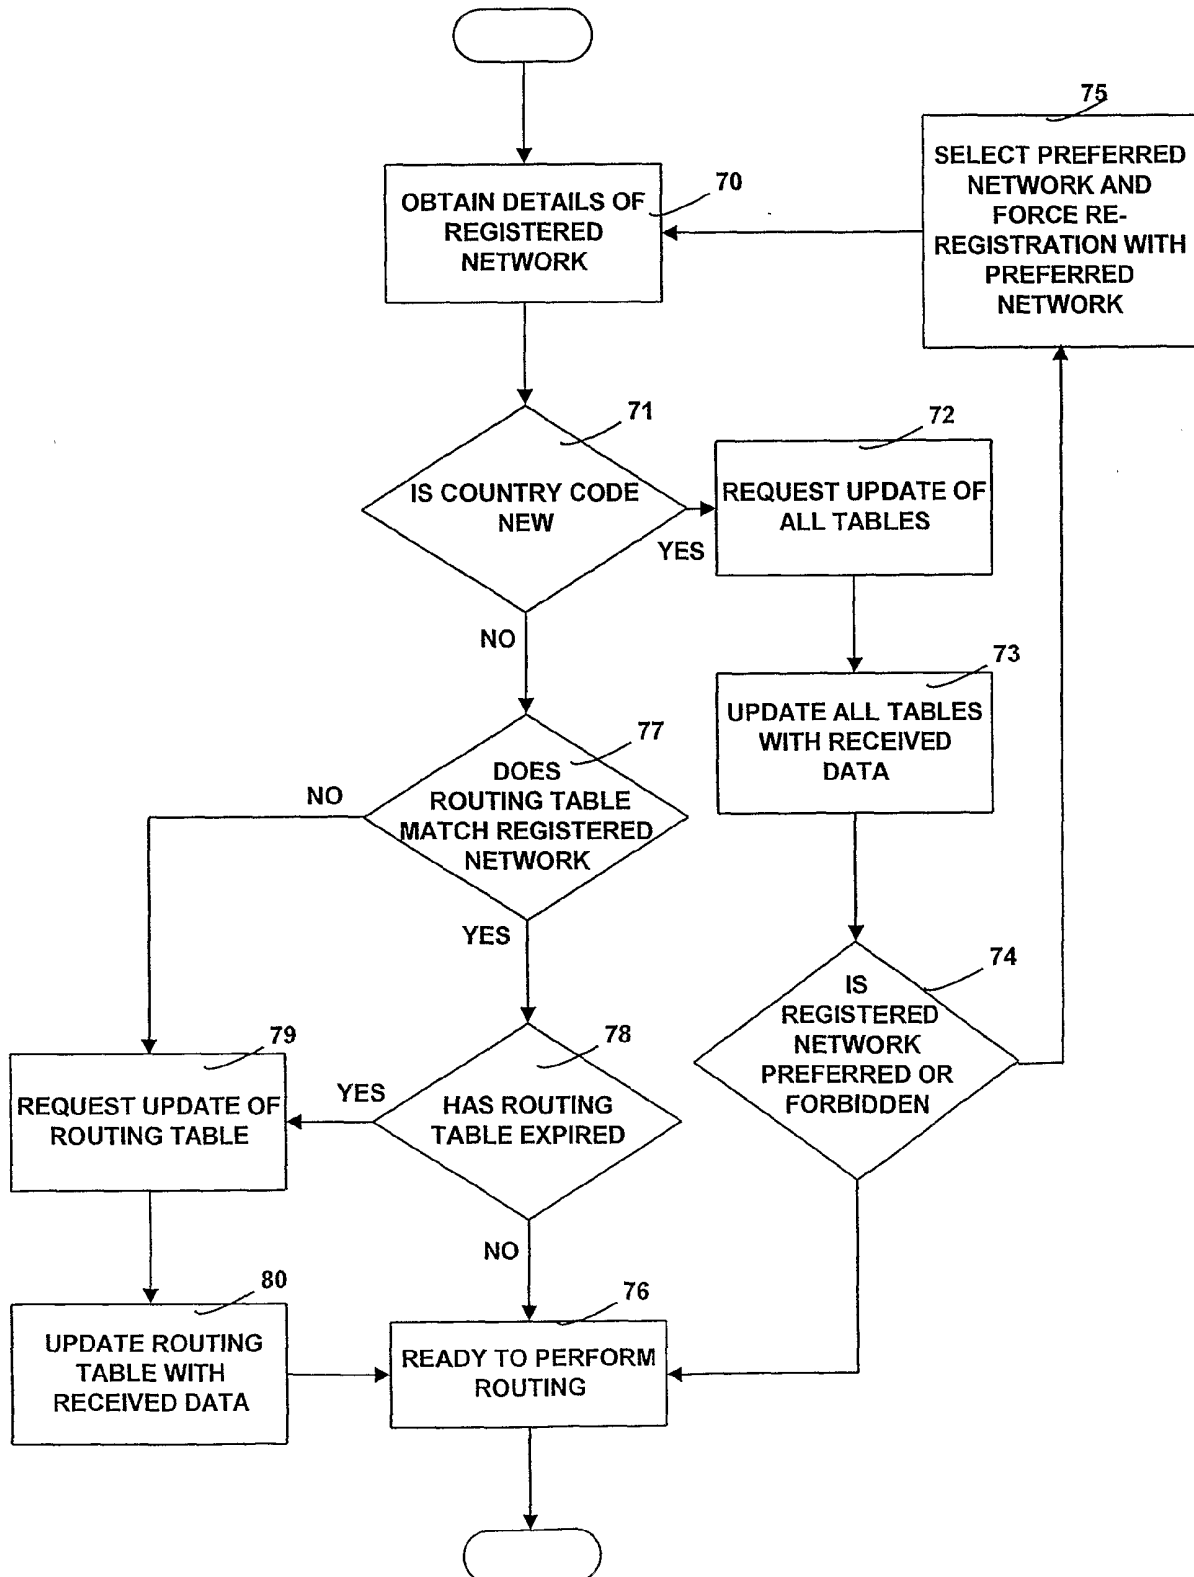 75
SELECT PREFERRED
NETWORK AND
FORCE RE-
REGISTRATION WITH
PREFERRED
NETWORK
70
OBTAIN DETAILS OF
REGISTERED
NETWORK
71
IS COUNTRY CODE
NEW
YES
NO
72
REQUEST UPDATE OF
ALL TABLES
73
UPDATE ALL TABLES
WITH RECEIVED
DATA
77
DOES
ROUTING TABLE
MATCH REGISTERED
NETWORK
NO
YES
74
IS
REGISTERED
NETWORK
PREFERRED OR
FORBIDDEN
78
HAS ROUTING
TABLE EXPIRED
YES
NO
79
REQUEST UPDATE OF
ROUTING TABLE
80
UPDATE ROUTING
TABLE WITH
RECEIVED DATA
76
READY TO PERFORM
ROUTING